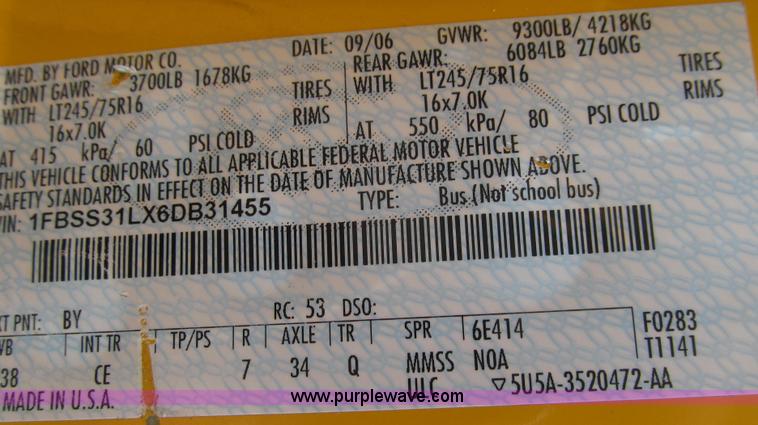 MFD. BY FORD MOTOR CO. DATE: 09/06 GVWR: 9300LB/ 4218KG
FRONT GAWR: 3700LB 1678KG REAR GAWR: 6084LB 2760KG
WITH LT245/75R16 TIRES WITH LT245/75R16 TIRES
16x7.0K RIMS 16x7.0K RIMS
AT 415 kPa/ 60 PSI COLD AT 550 kPa/ 80 PSI COLD
THIS VEHICLE CONFORMS TO ALL APPLICABLE FEDERAL MOTOR VEHICLE
SAFETY STANDARDS IN EFFECT ON THE DATE OF MANUFACTURE SHOWN ABOVE.
VIN: 1FBSS31LX6DB31455 TYPE: Bus (Not school bus)
XT PNT: BY RC: 53 DSO:
WB INT TR TP/PS R AXLE TR SPR 6E414 F0283
38 CE 7 34 Q MMSS NOA T1141
MADE IN U.S.A. ULC ▽5U5A-3520472-AA
www.purplewave.com